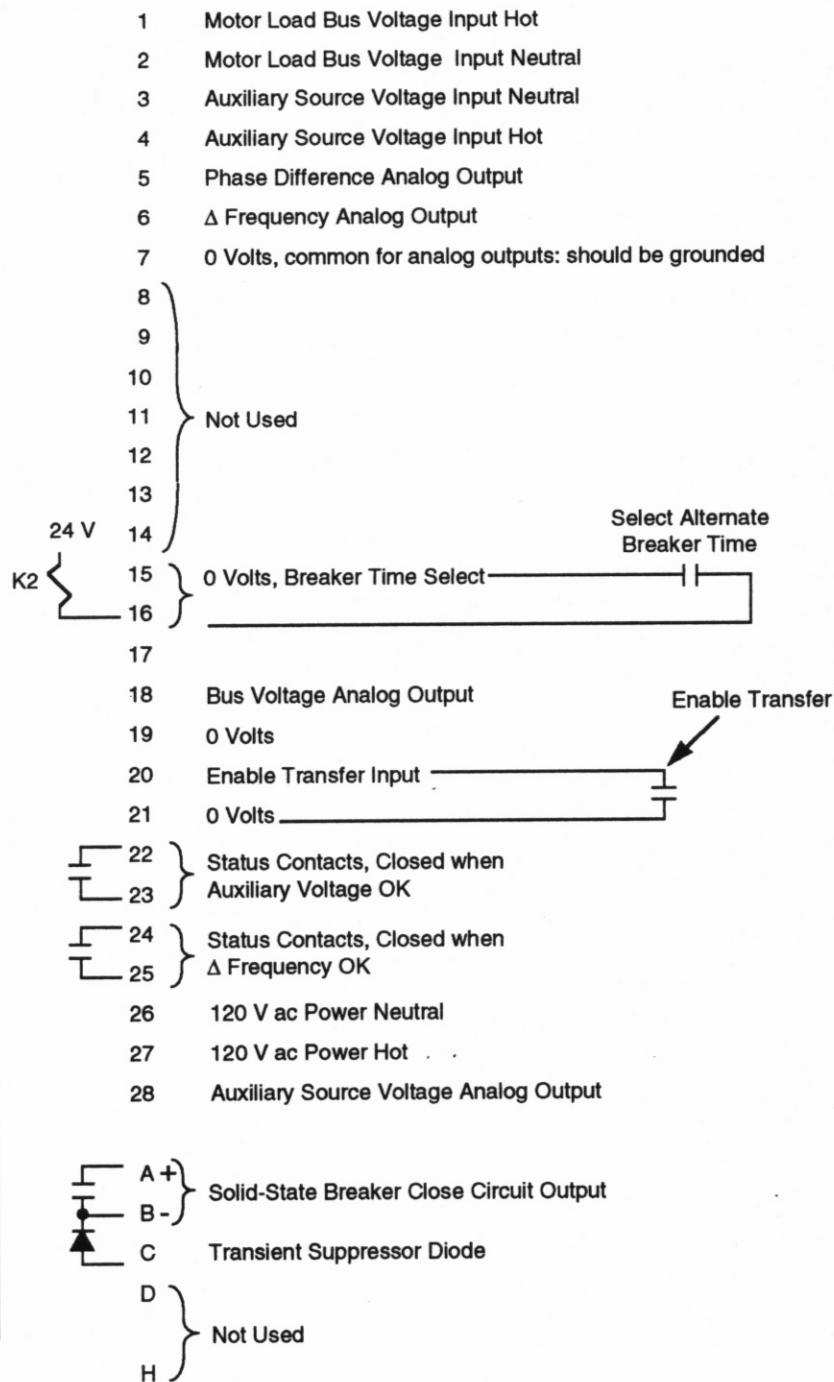 1 Motor Load Bus Voltage Input Hot
2 Motor Load Bus Voltage Input Neutral
3 Auxiliary Source Voltage Input Neutral
4 Auxiliary Source Voltage Input Hot
5 Phase Difference Analog Output
6 Δ Frequency Analog Output
7 0 Volts, common for analog outputs: should be grounded
8
9
10
11 Not Used
12
13
14
24 V
Select Alternate
Breaker Time
K2
15 0 Volts, Breaker Time Select
16
17
18 Bus Voltage Analog Output
Enable Transfer
19 0 Volts
20 Enable Transfer Input
21 0 Volts
22 Status Contacts, Closed when
23 Auxiliary Voltage OK
24 Status Contacts, Closed when
25 Δ Frequency OK
26 120 V ac Power Neutral
27 120 V ac Power Hot
28 Auxiliary Source Voltage Analog Output
A +
Solid-State Breaker Close Circuit Output
B -
C Transient Suppressor Diode
D
Not Used
H